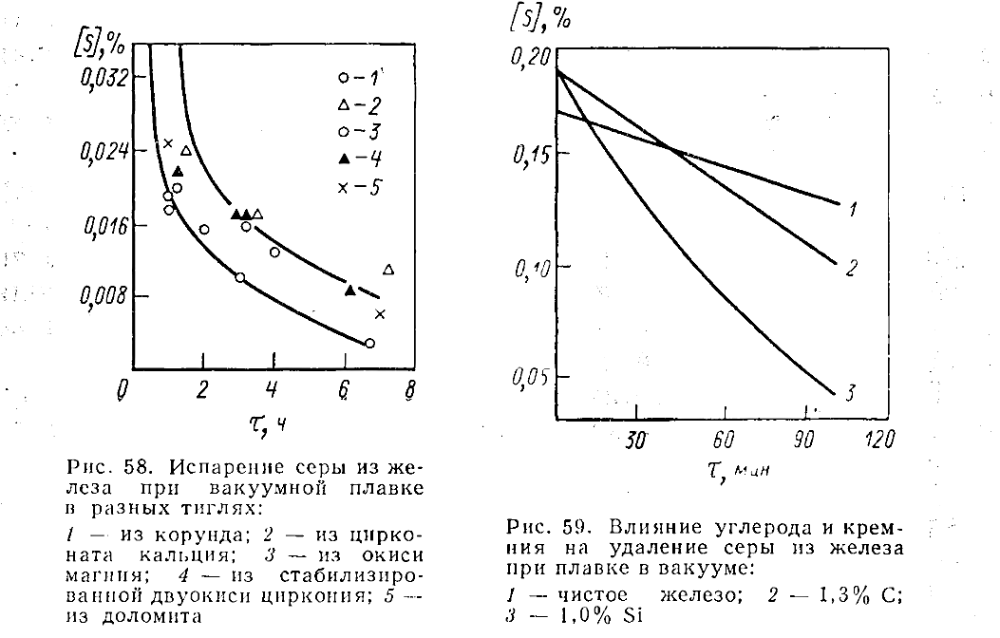 [S],%
0,032
0,024
0,016
0,008
о-1
△-2
о-3
▲-4
×-5
0 2 4 6 8
τ, ч
Рис. 58. Испарение серы из же-
леза при вакуумной плавке
в разных тиглях:
1 — из корунда; 2 — из цирко-
ната кальция; 3 — из окиси
магния; 4 — из стабилизиро-
ванной двуокиси циркония; 5 —
из доломита
[S],%
0,20
0,15
0,10
0,05
1
2
3
30 60 90 120
τ, мин
Рис. 59. Влияние углерода и крем-
ния на удаление серы из железа
при плавке в вакууме:
1 — чистое железо; 2 — 1,3% C;
3 — 1,0% Si